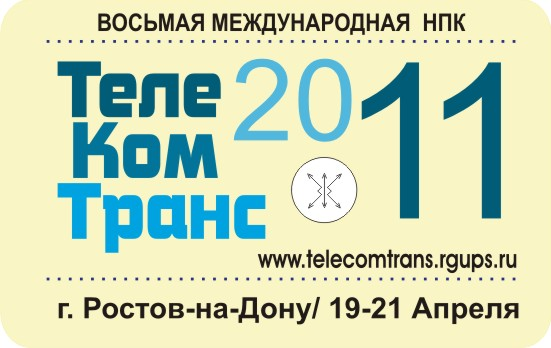 ВОСЬМАЯ МЕЖДУНАРОДНАЯ НПК
Теле
Ком
Транс
2011
www.telecomtrans.rgups.ru
г. Ростов-на-Дону/ 19-21 Апреля